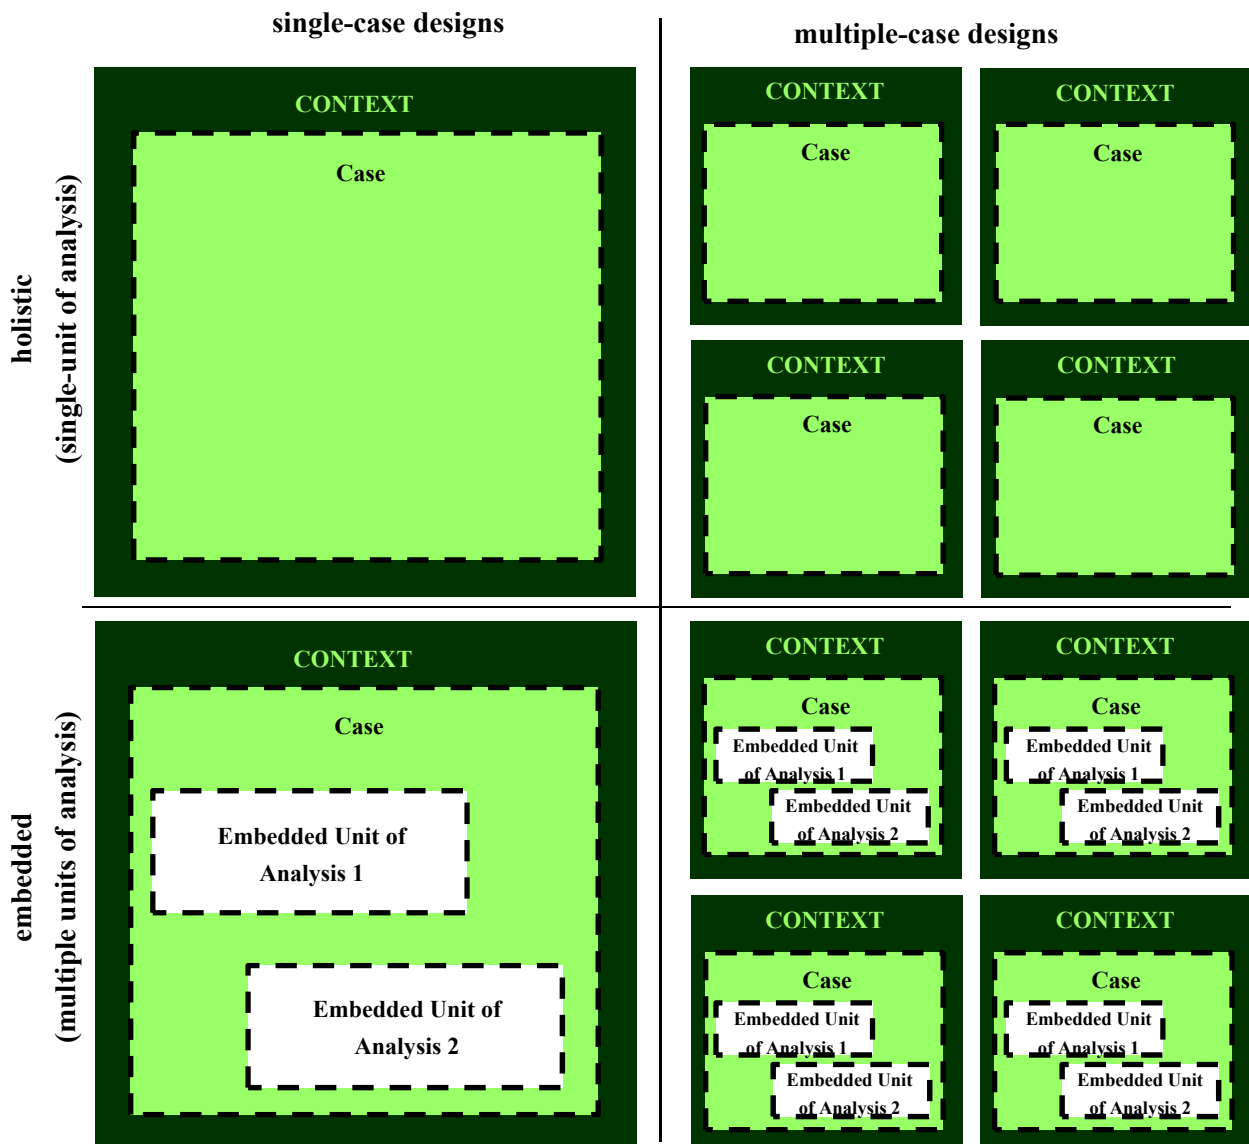 single-case designs
multiple-case designs
holistic
(single-unit of analysis)
CONTEXT
Case
CONTEXT
Case
CONTEXT
Case
CONTEXT
Case
CONTEXT
Case
embedded
(multiple units of analysis)
CONTEXT
Case
Embedded Unit of
Analysis 1
Embedded Unit of
Analysis 2
CONTEXT
Case
Embedded Unit
of Analysis 1
Embedded Unit
of Analysis 2
CONTEXT
Case
Embedded Unit
of Analysis 1
Embedded Unit
of Analysis 2
CONTEXT
Case
Embedded Unit
of Analysis 1
Embedded Unit
of Analysis 2
CONTEXT
Case
Embedded Unit
of Analysis 1
Embedded Unit
of Analysis 2